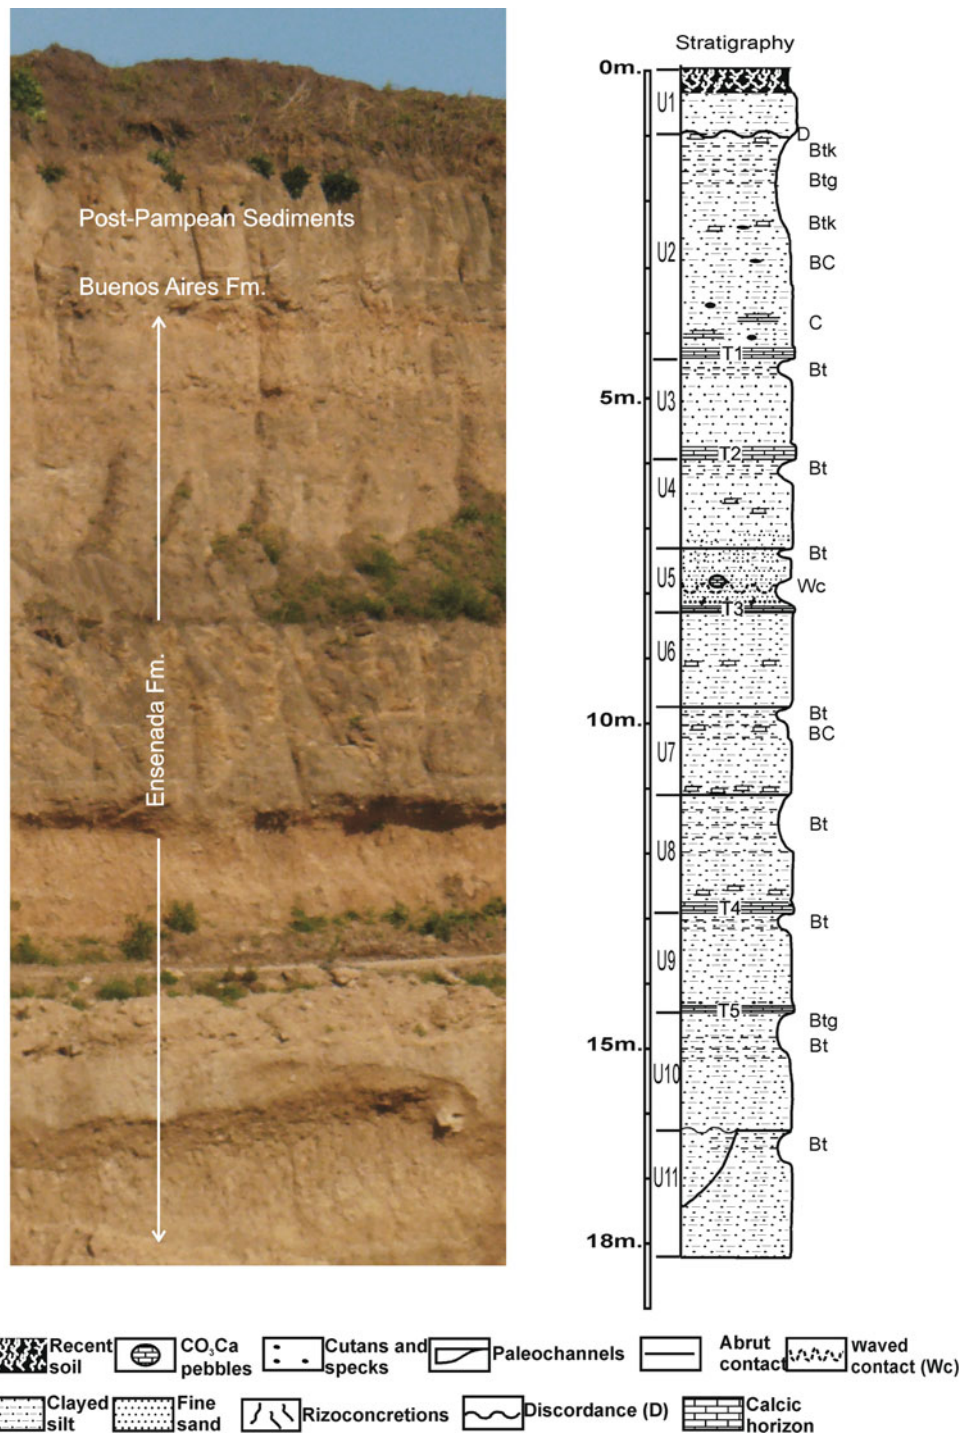 Stratigraphy
0m.
U1
D
Btk
Btg
Btk
U2
BC
C
T1
Bt
5m.
U3
T2
Bt
U4
Bt
U5
Wc
T3
U6
Bt
10m.
BC
U7
Bt
U8
T4
Bt
U9
T5
Btg
15m.
Bt
U10
Bt
U11
18m.
Post-Pampean Sediments
Buenos Aires Fm.
Ensenada Fm.
Recent soil
CO₃Ca pebbles
Cutans and specks
Paleochannels
Abrut contact
Waved contact (Wc)
Clayed silt
Fine sand
Rizoconcretions
Discordance (D)
Calcic horizon